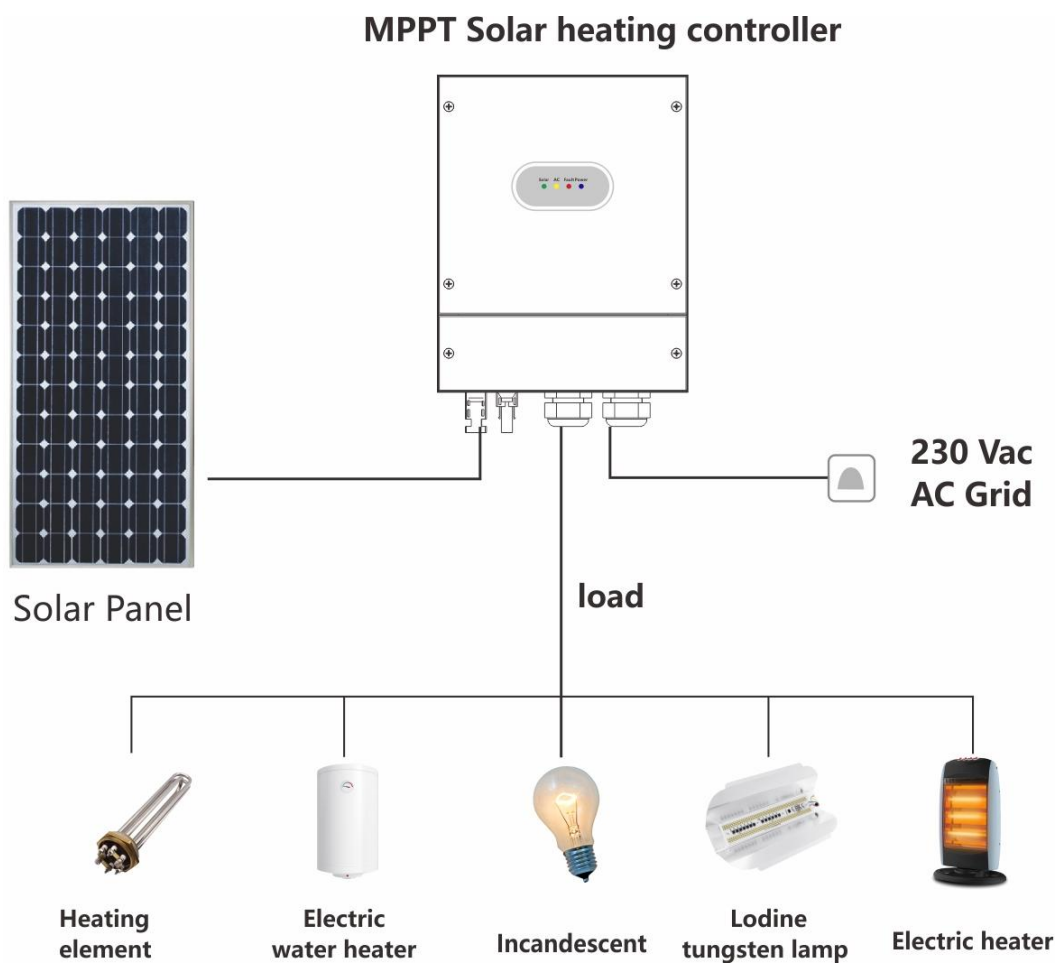 MPPT Solar heating controller
Solar AC Fault Power
230 Vac
AC Grid
Solar Panel
load
Heating
element
Electric
water heater
Incandescent
Lodine
tungsten lamp
Electric heater